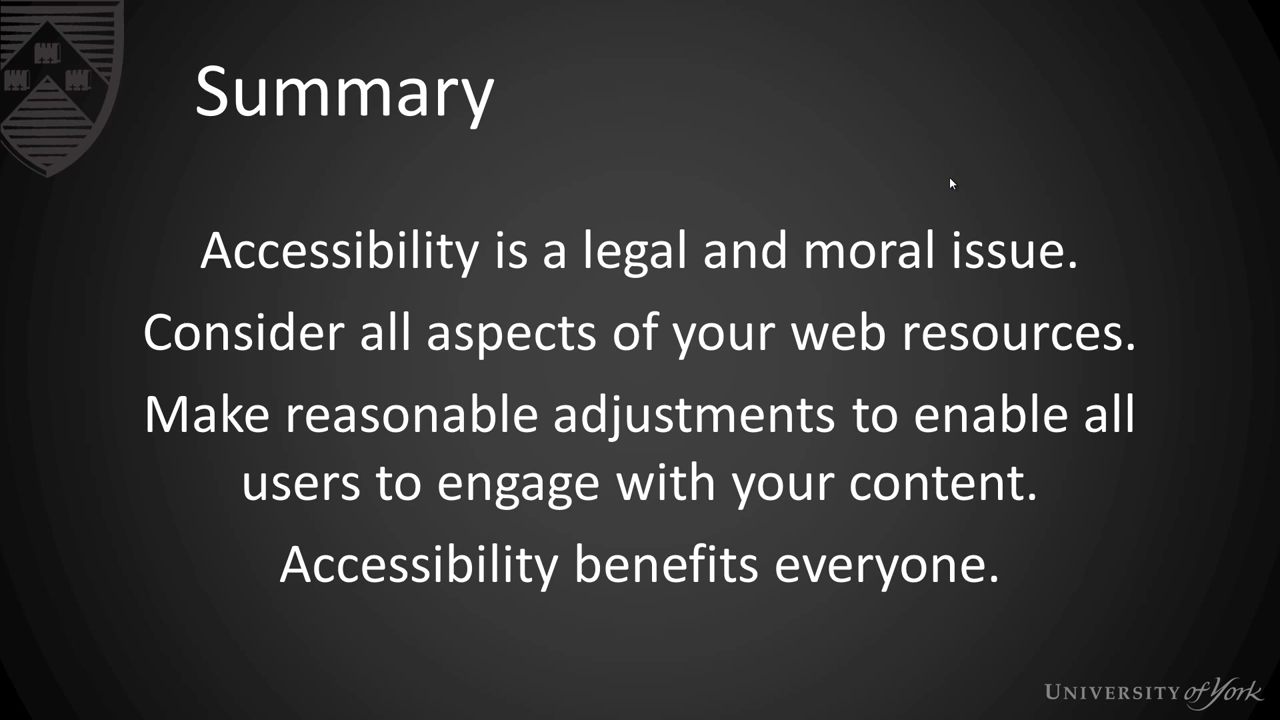 Summary
Accessibility is a legal and moral issue.
Consider all aspects of your web resources.
Make reasonable adjustments to enable all
users to engage with your content.
Accessibility benefits everyone.
UNIVERSITY of York